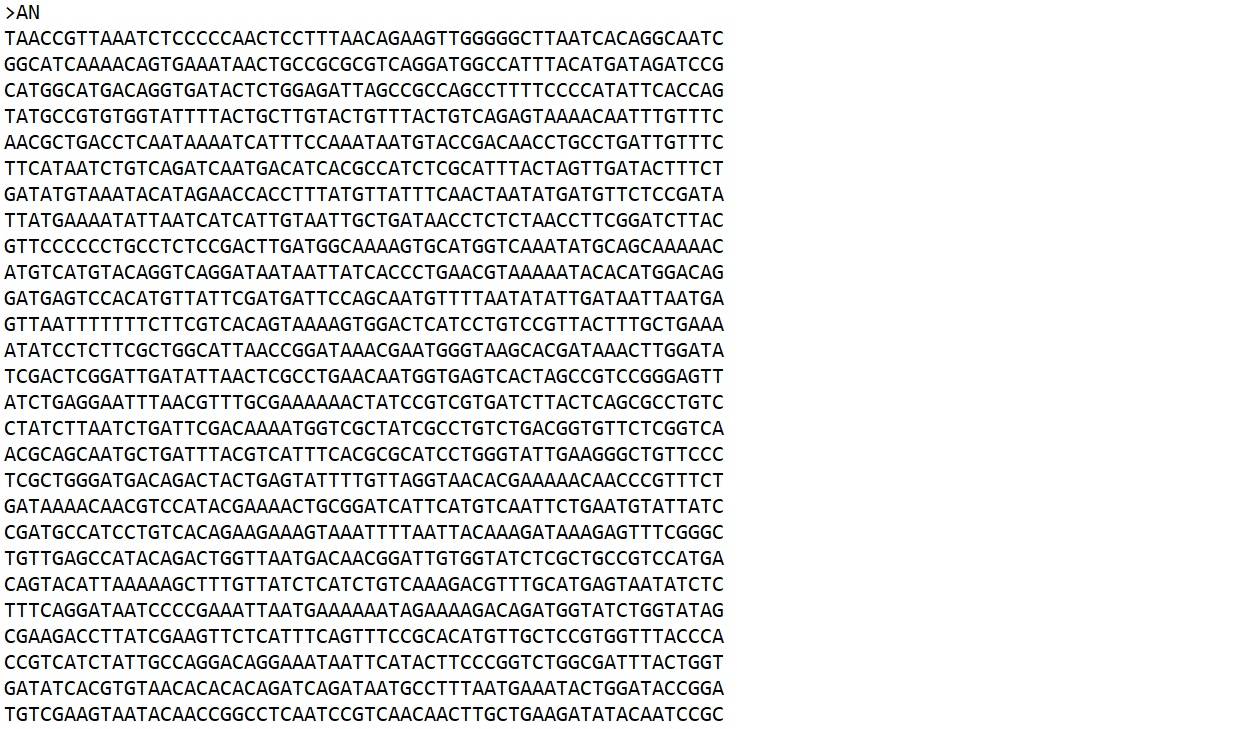 >AN
TAACCGTTAAATCTCCCCCAACTCCTTTAACAGAAGTTGGGGGCTTAATCACAGGCAATC
GGCATCAAAACAGTGAAATAACTGCCGCGCGTCAGGATGGCCATTTACATGATAGATCCG
CATGGCATGACAGGTGATACTCTGGAGATTAGCCGCCAGCCTTTTCCCCATATTCACCAG
TATGCCGTGTGGTATTTTACTGCTTGTACTGTTTACTGTCAGAGTAAAACAATTTGTTTC
AACGCTGACCTCAATAAAATCATTTCCAAATAATGTACCGACAACCTGCCTGATTGTTTC
TTCATAATCTGTCAGATCAATGACATCACGCCATCTCGCATTTACTAGTTGATACTTTCT
GATATGTAAATACATAGAACCACCTTTATGTTATTTCAACTAATATGATGTTCTCCGATA
TTATGAAAATATTAATCATCATTGTAATTGCTGATAACCTCTCTAACCTTCGGATCTTAC
GTTCCCCCCTGCCTCTCCGACTTGATGGCAAAAGTGCATGGTCAAATATGCAGCAAAAAC
ATGTCATGTACAGGTCAGGATAATAATTATCACCCTGAACGTAAAAATACACATGGACAG
GATGAGTCCACATGTTATTCGATGATTCCAGCAATGTTTTAATATATTGATAATTAATGA
GTTAATTTTTTTCTTCGTCACAGTAAAAGTGGACTCATCCTGTCCGTTACTTTGCTGAAA
ATATCCTCTTCGCTGGCATTAACCGGATAAACGAATGGGTAAGCACGATAAACTTGGATA
TCGACTCGGATTGATATTAACTCGCCTGAACAATGGTGAGTCACTAGCCGTCCGGGAGTT
ATCTGAGGAATTTAACGTTTGCGAAAAAACTATCCGTCGTGATCTTACTCAGCGCCTGTC
CTATCTTAATCTGATTCGACAAAATGGTCGCTATCGCCTGTCTGACGGTGTTCTCGGTCA
ACGCAGCAATGCTGATTTACGTCATTTCACGCGCATCCTGGGTATTGAAGGGCTGTTCCC
TCGCTGGGATGACAGACTACTGAGTATTTTGTTAGGTAACACGAAAAACAACCCGTTTCT
GATAAAACAACGTCCATACGAAAACTGCGGATCATTCATGTCAATTCTGAATGTATTATC
CGATGCCATCCTGTCACAGAAGAAAGTAAATTTTAATTACAAAGATAAAGAGTTTCGGGC
TGTTGAGCCATACAGACTGGTTAATGACAACGGATTGTGGTATCTCGCTGCCGTCCATGA
CAGTACATTAAAAAGCTTTGTTATCTCATCTGTCAAAGACGTTTGCATGAGTAATATCTC
TTTCAGGATAATCCCCGAAATTAATGAAAAAATAGAAAAGACAGATGGTATCTGGTATAG
CGAAGACCTTATCGAAGTTCTCATTTCAGTTTCCGCACATGTTGCTCCGTGGTTTACCCA
CCGTCATCTATTGCCAGGACAGGAAATAATTCATACTTCCCGGTCTGGCGATTTACTGGT
GATATCACGTGTAACACACACAGATCAGATAATGCCTTTAATGAAATACTGGATACCGGA
TGTCGAAGTAATACAACCGGCCTCAATCCGTCAACAACTTGCTGAAGATATACAATCCGC